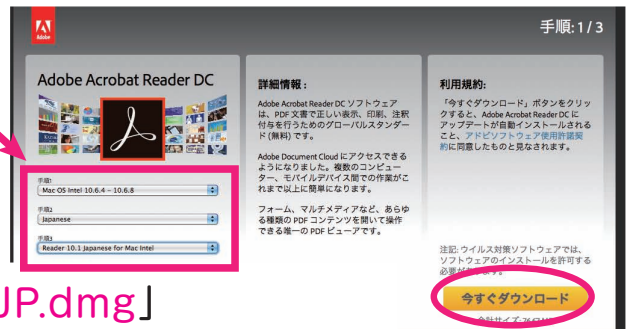 Adobe
手順:1/3
Adobe Acrobat Reader DC
手順1
Mac OS Intel 10.6.4 – 10.6.8
手順2
Japanese
手順3
Reader 10.1 Japanese for Mac Intel
詳細情報:
Adobe Acrobat Reader DC ソフトウェア
は、PDF 文書で正しい表示、印刷、注釈
付与を行うためのグローバルスタンダー
ド (無料) です。
Adobe Document Cloud にアクセスできる
ようになりました。複数のコンピュー
ター、モバイルデバイス間での作業がこ
れまで以上に簡単になります。
フォーム、マルチメディアなど、あらゆ
る種類の PDF コンテンツを開いて操作
できる唯一の PDF ビューアです。
利用規約:
「今すぐダウンロード」ボタンをクリッ
クすると、Adobe Acrobat Reader DC に
アップデートが自動インストールされる
こと、アドビソフトウェア使用許諾契
約に同意したものと見なされます。
注記: ウイルス対策ソフトウェアでは、
ソフトウェアのインストールを許可する
必要があります。
今すぐダウンロード
JP.dmg」